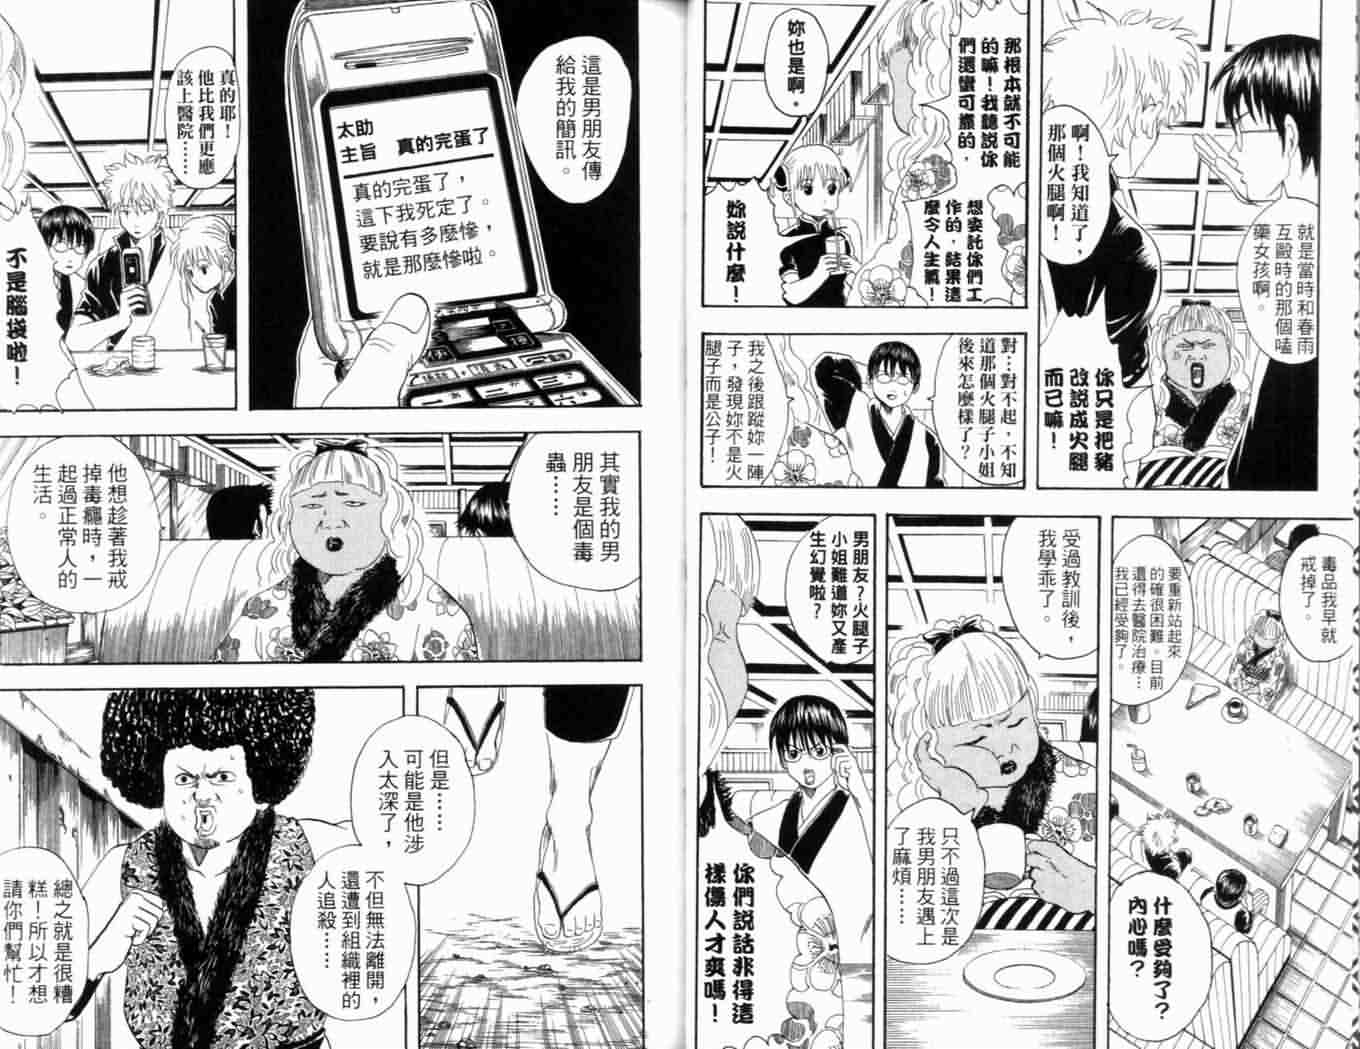 就是當時和春雨
互毆時的那個嗑
藥女孩啊。
啊！我知道了，
那個火腿啊！
你只是把豬
改說成火腿
而已嘛！
那根本就不可能
的嘛！我聽說你
們還蠻可靠的，
想委託你們工
作的，結果這
麼令人生氣！
妳也是啊。
妳說什麼！
對…對不起，不知
道那個火腿子小姐
後來怎麼樣了？
我之後跟蹤妳一陣
子，發現妳不是火
腿子而是公子！
毒品我早就
戒掉了。
要重新站起來
的確很困難。目前
還得去醫院治療…
我已經受夠了。
什麼受夠了？
內心嗎？
受過教訓後，
我學乖了。
只不過這次是
我男朋友遇上
了麻煩……
男朋友？火腿子
小姐難道妳又產
生幻覺啦？
你們說話非得這
樣傷人才爽嗎！
這是男朋友傳
給我的簡訊。
太助
主旨　真的完蛋了
真的完蛋了，
這下我死定了。
要說有多麼慘，
就是那麼慘啦。
真的耶！
他比我們更應
該上醫院……
不是腦袋啦！
其實我的男
朋友是個毒
蟲……
他想趁著我戒
掉毒癮時，一
起過正常人的
生活。
但是……
可能是他涉
入太深了，
不但無法離開，
還遭到組織裡的
人追殺……
總之就是很糟
糕！所以才想
請你們幫忙！